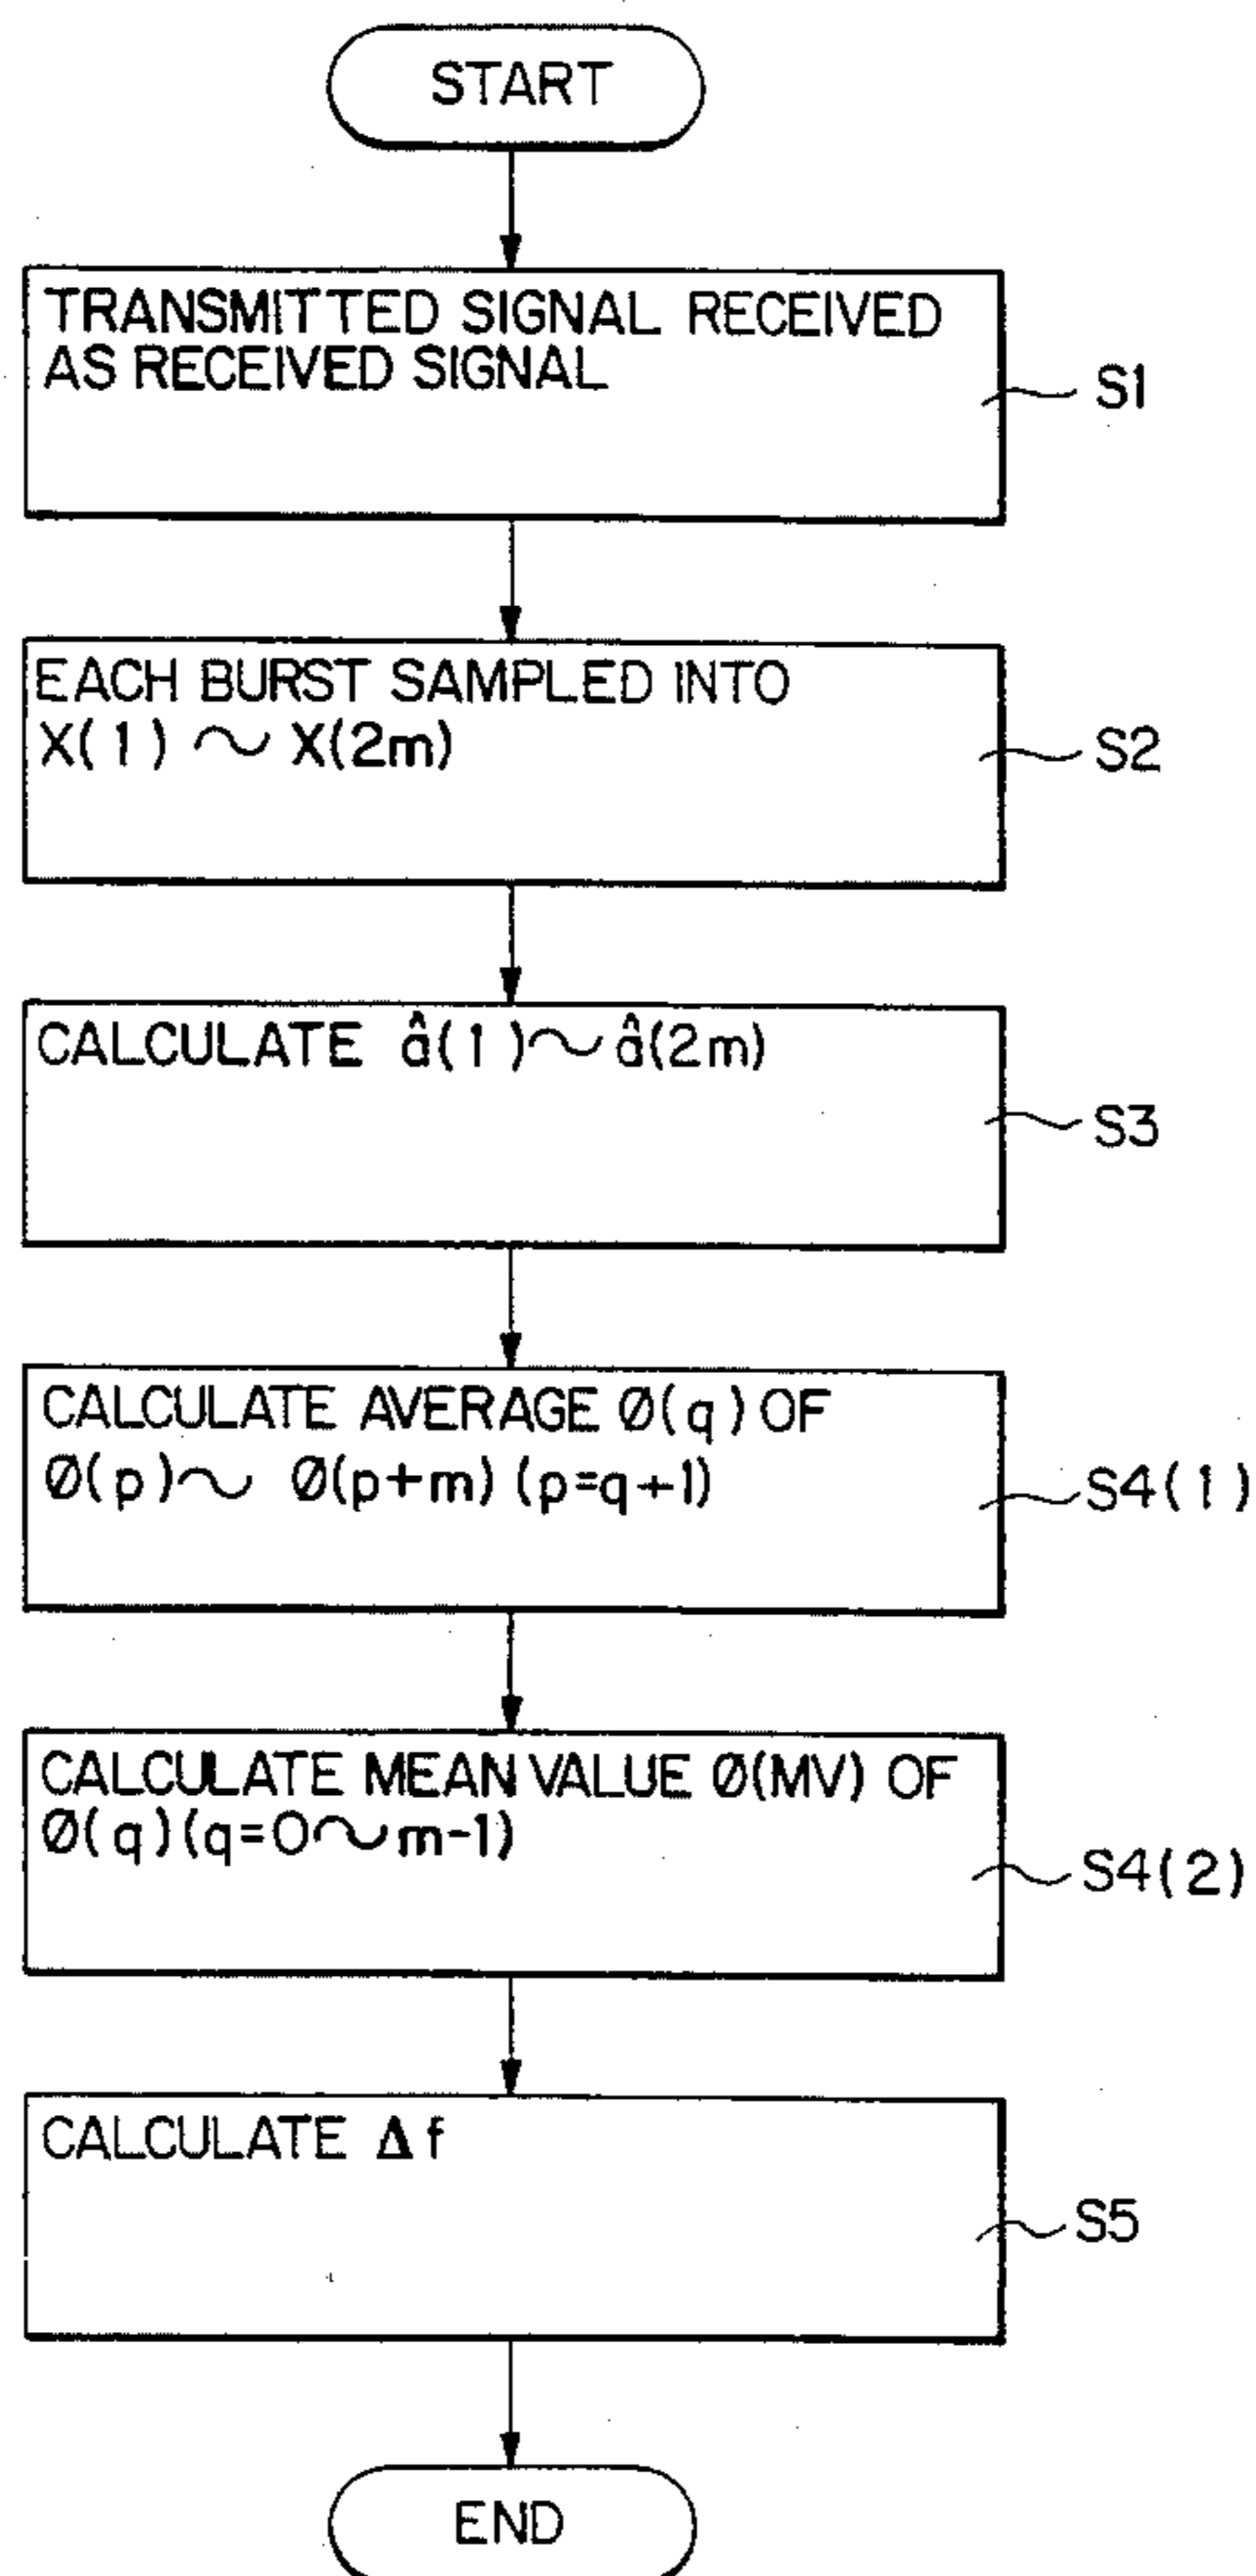 START
TRANSMITTED SIGNAL RECEIVED
AS RECEIVED SIGNAL
S1
EACH BURST SAMPLED INTO
X(1) ~ X(2m)
S2
CALCULATE â(1)~â(2m)
S3
CALCULATE AVERAGE Ø(q) OF
Ø(p)~ Ø(p+m) (p=q+1)
S4(1)
CALCULATE MEAN VALUE Ø(MV) OF
Ø(q)(q=0~m-1)
S4(2)
CALCULATE Δf
S5
END